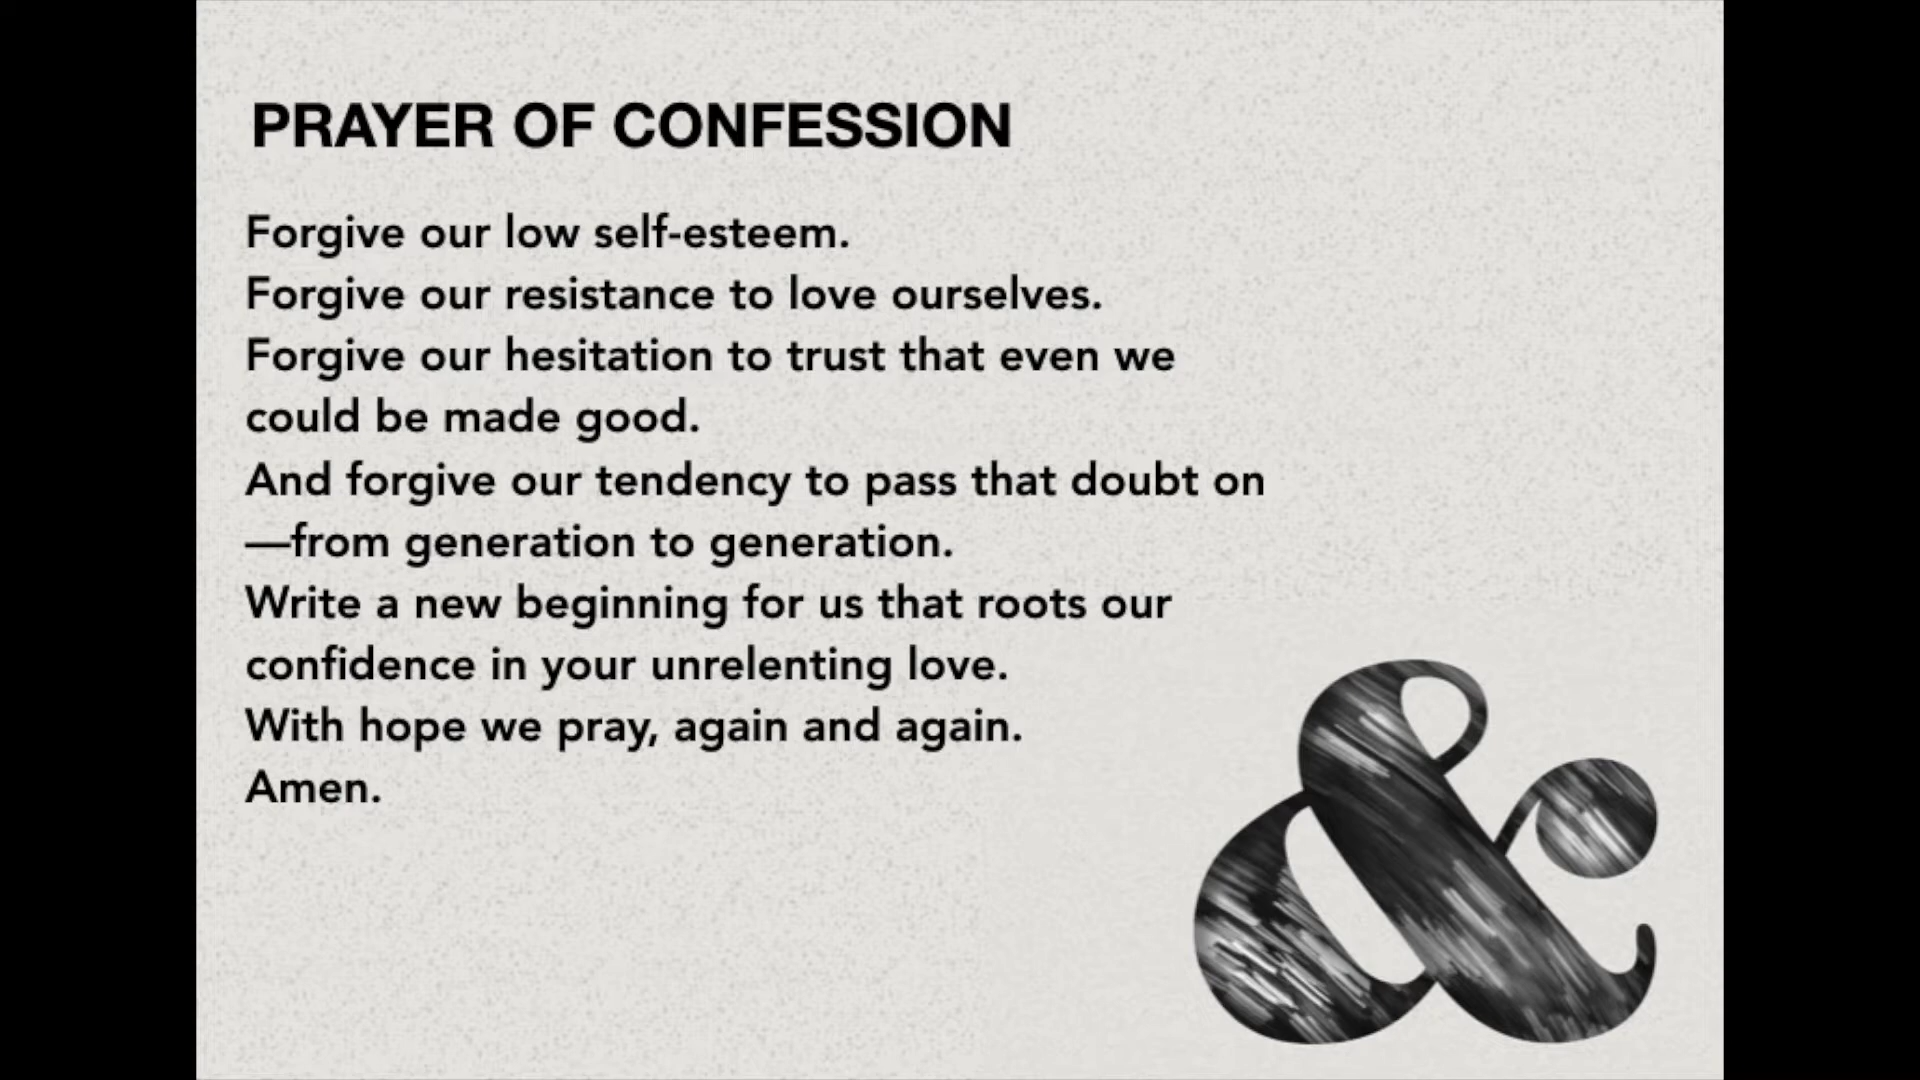 PRAYER OF CONFESSION
Forgive our low self-esteem.
Forgive our resistance to love ourselves.
Forgive our hesitation to trust that even we
could be made good.
And forgive our tendency to pass that doubt on
—from generation to generation.
Write a new beginning for us that roots our
confidence in your unrelenting love.
With hope we pray, again and again.
Amen.
&